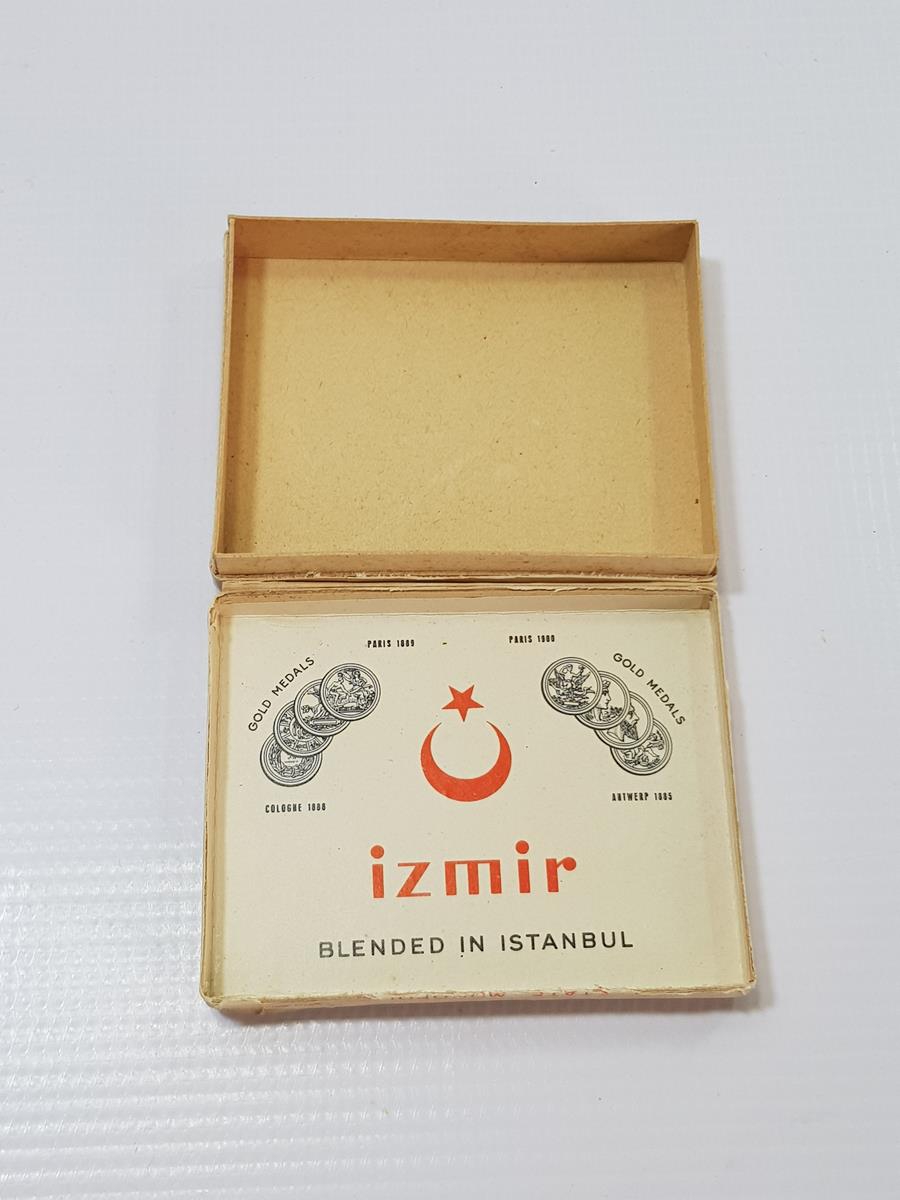 PARIS 1889
PARIS 1900
GOLD MEDALS
GOLD MEDALS
COLOGNE 1888
ANTWERP 1885
izmir
BLENDED IN ISTANBUL